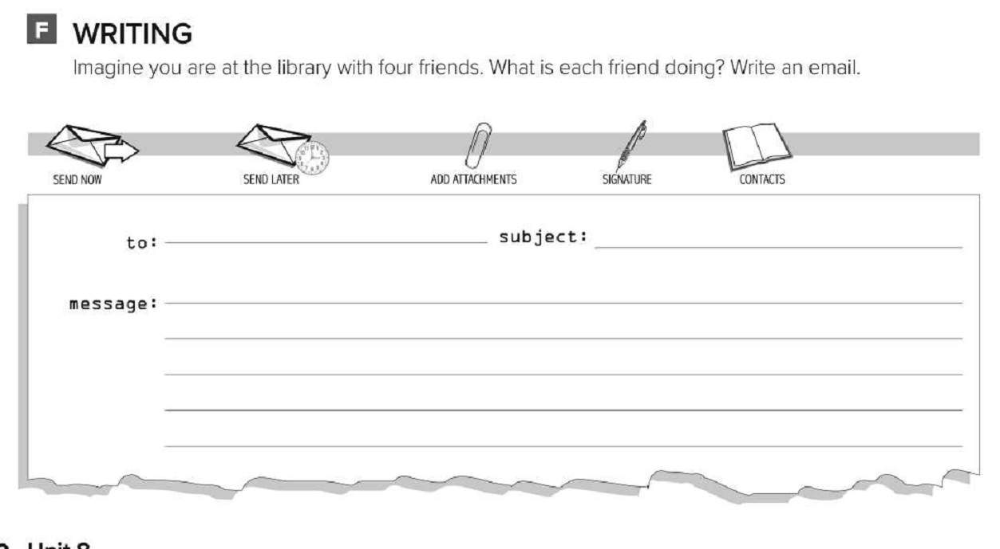 F WRITING
Imagine you are at the library with four friends. What is each friend doing? Write an email.
SEND NOW SEND LATER ADD ATTACHMENTS SIGNATURE CONTACTS
to: subject:
message:
Unit 8